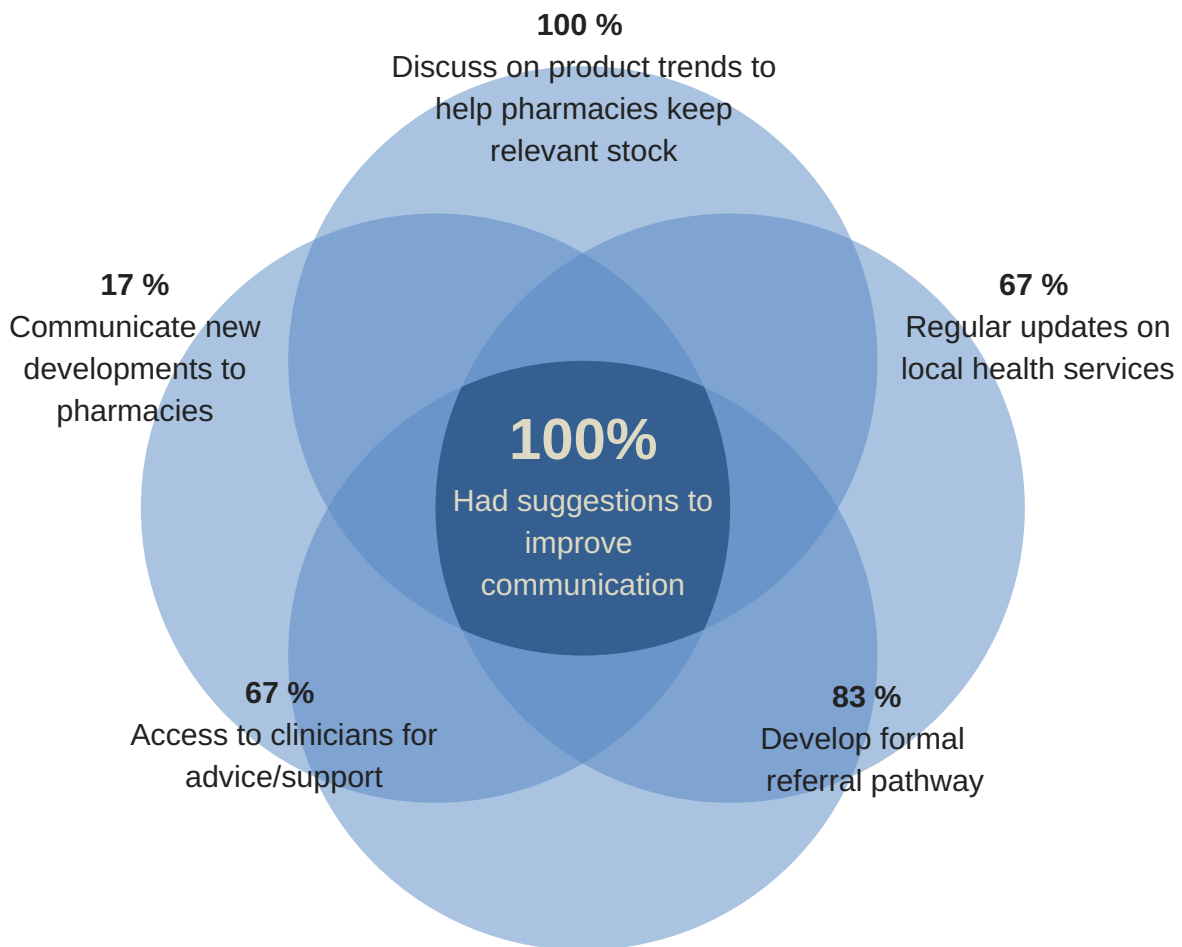 100 %
Discuss on product trends to
help pharmacies keep
relevant stock
17 %
Communicate new
developments to
pharmacies
67 %
Regular updates on
local health services
100%
Had suggestions to
improve
communication
67 %
Access to clinicians for
advice/support
83 %
Develop formal
referral pathway